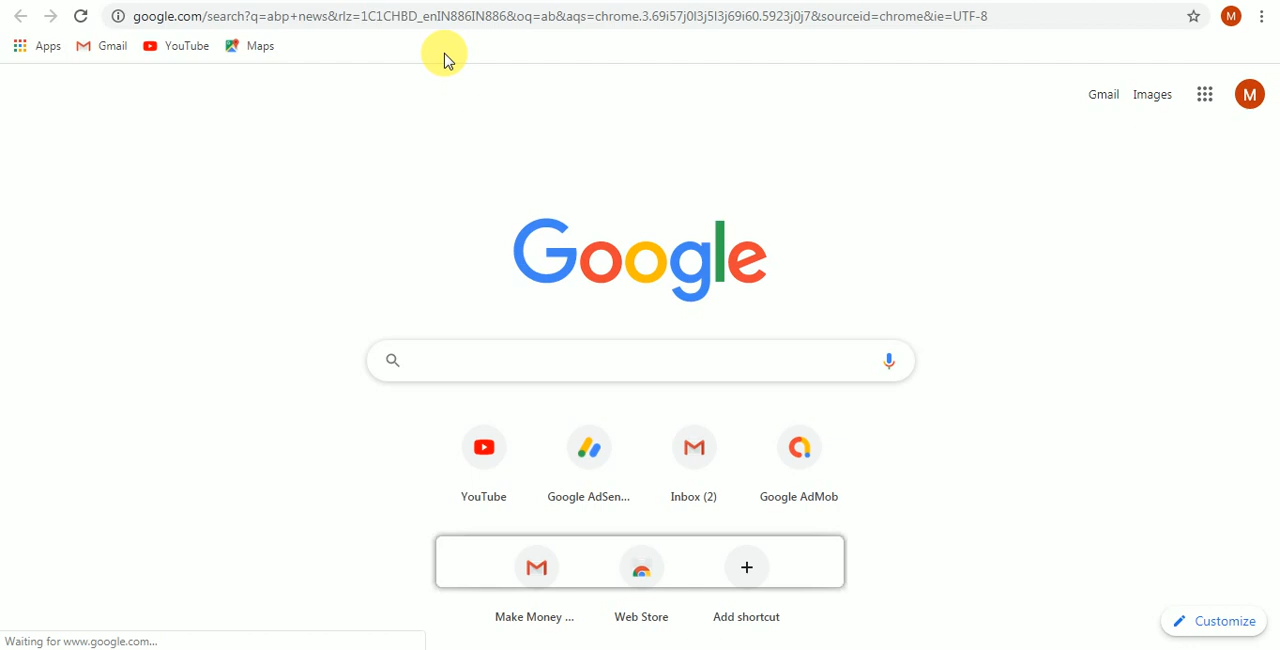 google.com/search?q=abp+news&rlz=1C1CHBD_enIN886IN886&oq=ab&aqs=chrome.3.69i57j0l3j5l3j69i60.5923j0j7&sourceid=chrome&ie=UTF-8
M
Apps Gmail YouTube Maps
Gmail Images M
Google
YouTube Google AdSen... Inbox (2) Google AdMob
Make Money ... Web Store Add shortcut
Customize
Waiting for www.google.com...